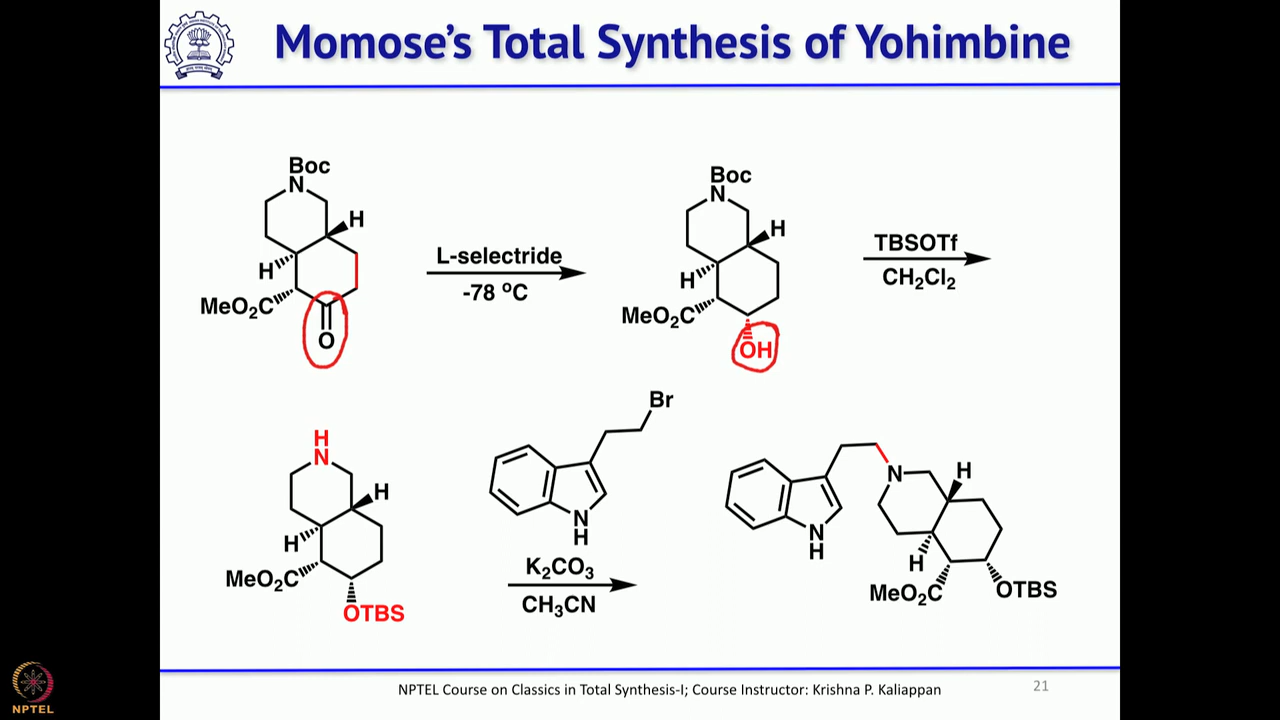 Momose's Total Synthesis of Yohimbine
Boc
N
H
H
MeO₂C
O
L-selectride
-78 ºC
Boc
N
H
H
MeO₂C
OH
TBSOTf
CH₂Cl₂
H
N
H
H
MeO₂C
OTBS
Br
N
H
K₂CO₃
CH₃CN
N
H
N
H
H
MeO₂C
OTBS
NPTEL
NPTEL Course on Classics in Total Synthesis-I; Course Instructor: Krishna P. Kaliappan
21